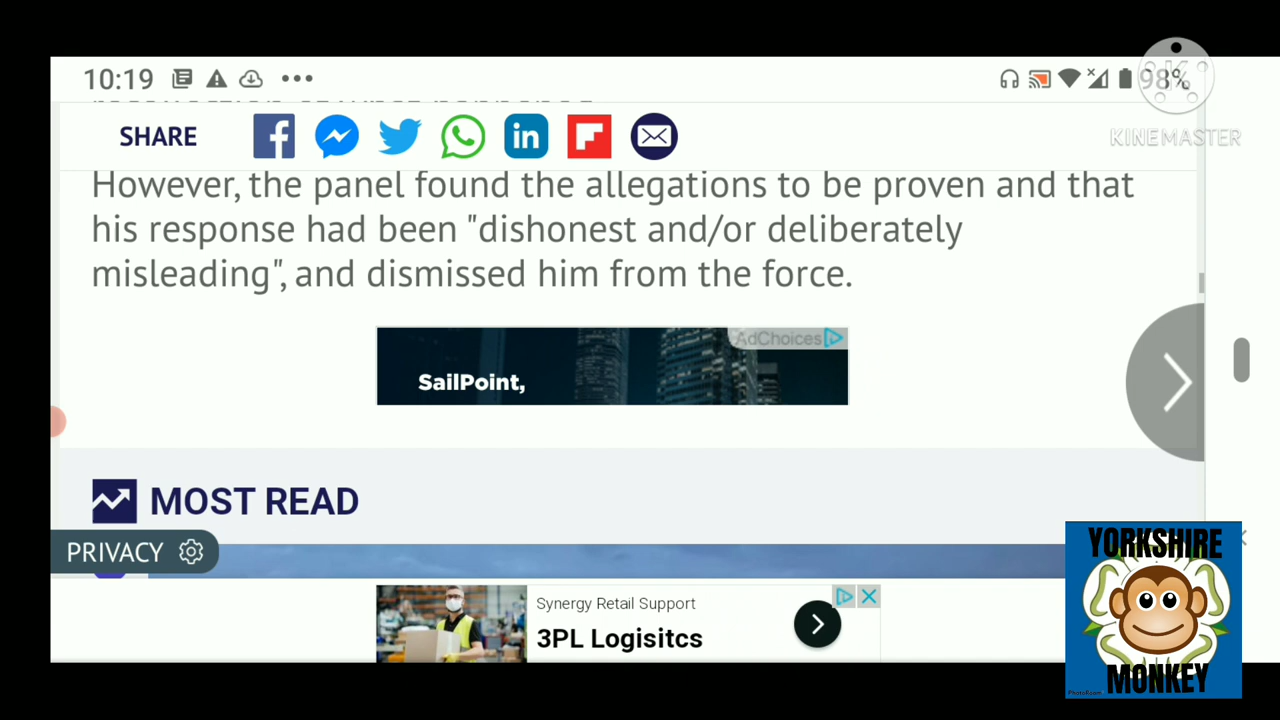 10:19
98%
KINEMASTER
SHARE
However, the panel found the allegations to be proven and that
his response had been "dishonest and/or deliberately
misleading", and dismissed him from the force.
AdChoices
SailPoint,
MOST READ
PRIVACY
Synergy Retail Support
3PL Logisitcs
YORKSHIRE
MONKEY
PhotoRoom